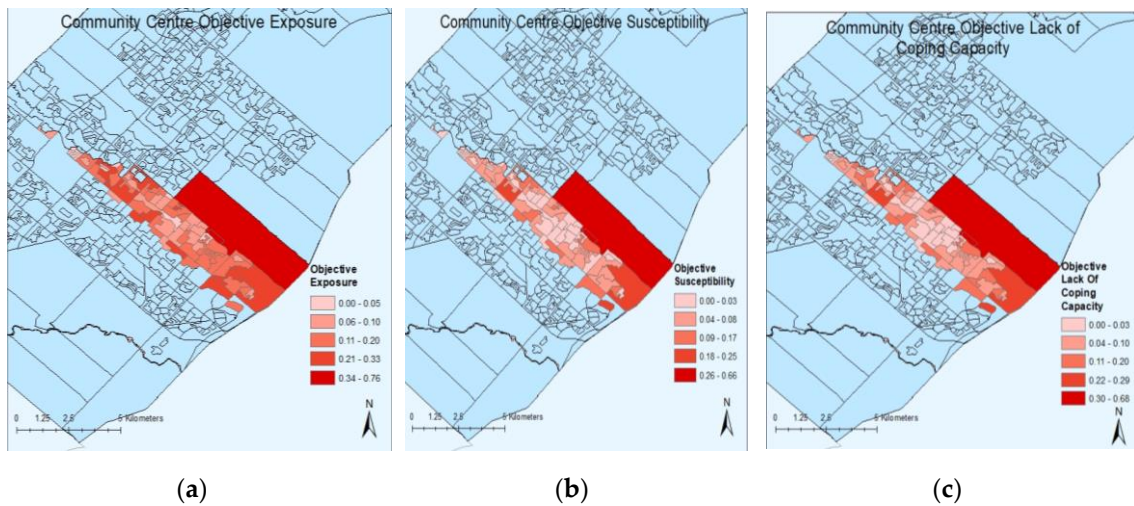 Community Centre Objective Exposure
Objective
Exposure
0.00 - 0.05
0.06 - 0.10
0.11 - 0.20
0.21 - 0.33
0.34 - 0.76
0 1.25 2.5 5 Kilometers
N
(a)
Community Centre Objective Susceptibility
Objective
Susceptibility
0.00 - 0.03
0.04 - 0.08
0.09 - 0.17
0.18 - 0.25
0.26 - 0.66
0 1.25 2.5 5 Kilometers
N
(b)
Community Centre Objective Lack of
Coping Capacity
Objective
Lack Of
Coping
Capacity
0.00 - 0.03
0.04 - 0.10
0.11 - 0.20
0.22 - 0.29
0.30 - 0.68
0 1.25 2.5 5 Kilometers
N
(c)